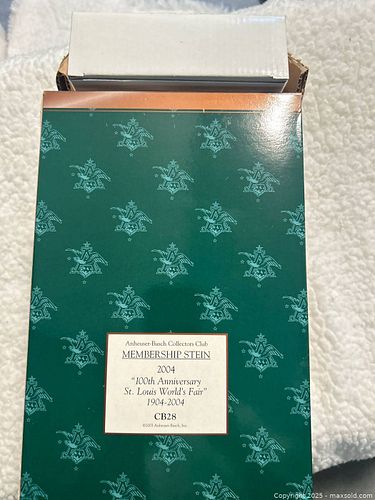 Anheuser-Busch Collectors Club
MEMBERSHIP STEIN
2004
"100th Anniversary
St. Louis World's Fair"
1904-2004
CB28
©2003 Anheuser-Busch, Inc.
Copyright 2025 - maxsold.com